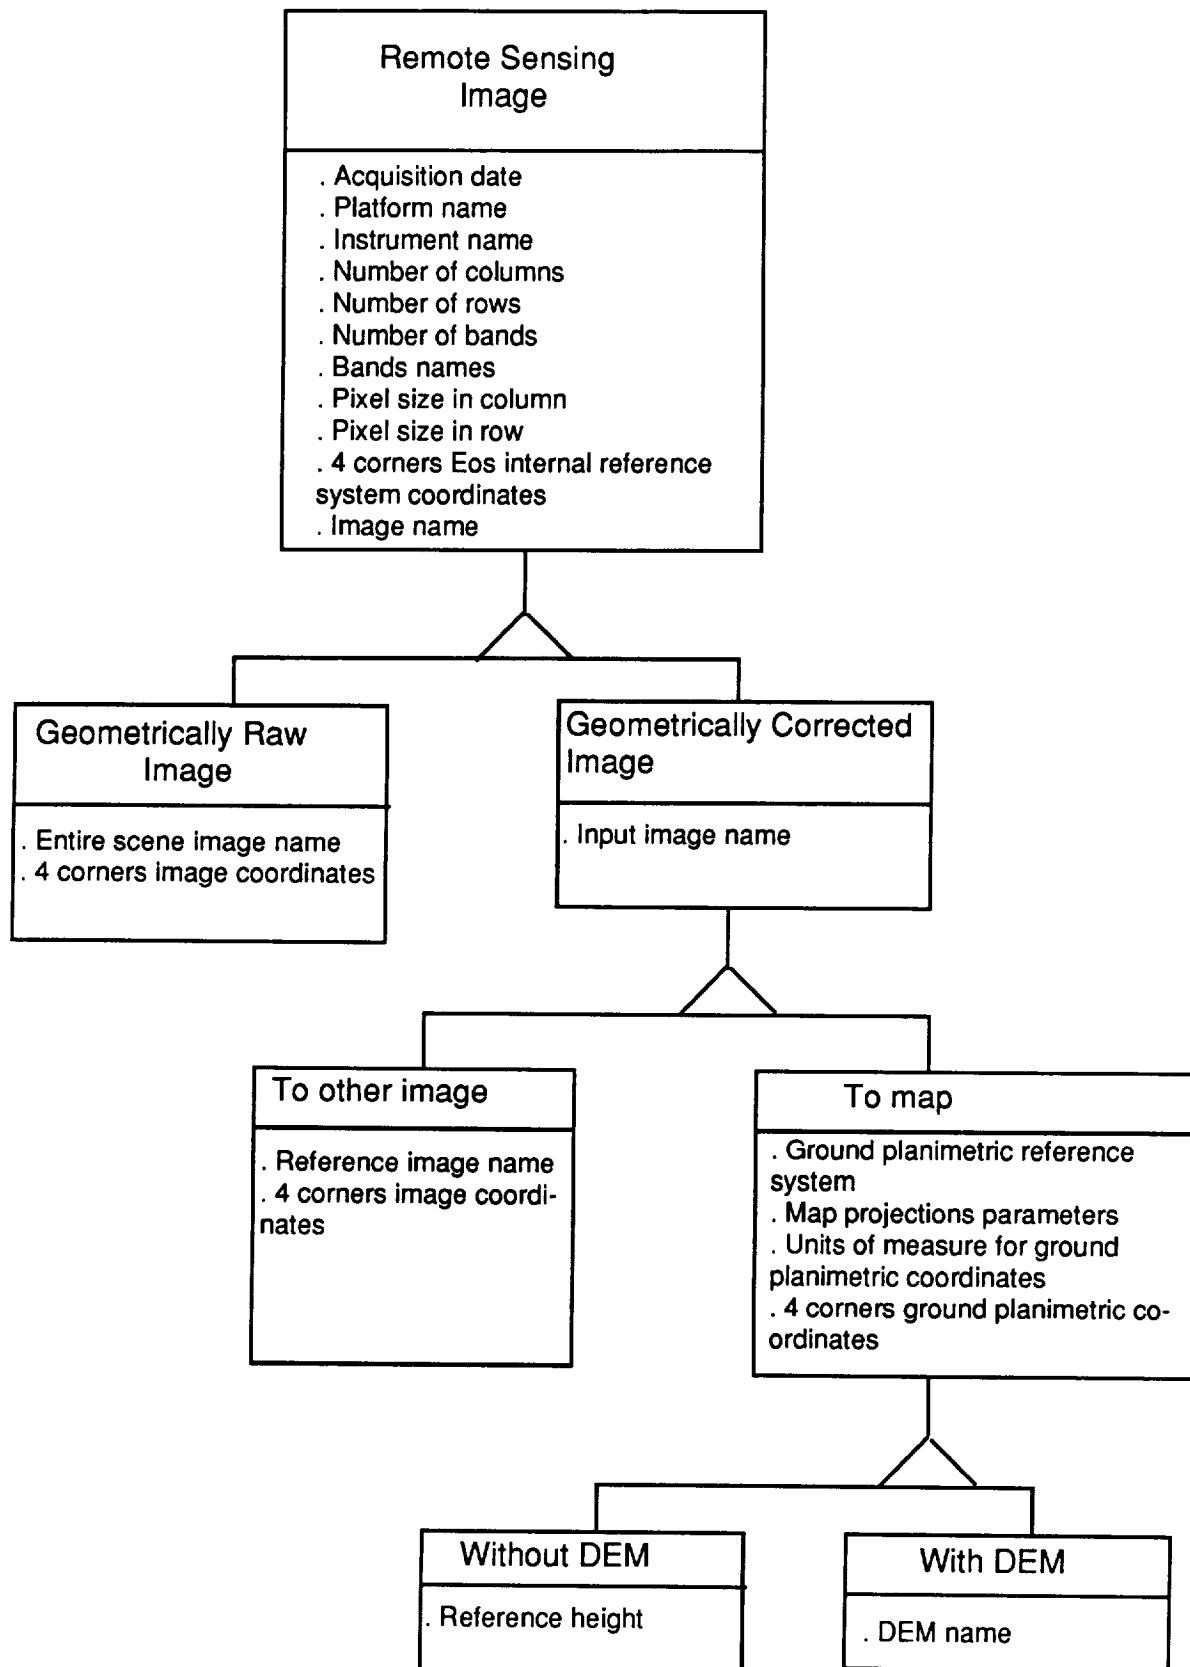 Remote Sensing
Image
. Acquisition date
. Platform name
. Instrument name
. Number of columns
. Number of rows
. Number of bands
. Bands names
. Pixel size in column
. Pixel size in row
. 4 corners Eos internal reference
system coordinates
. Image name
Geometrically Raw
Image
. Entire scene image name
. 4 corners image coordinates
Geometrically Corrected
Image
. Input image name
To other image
. Reference image name
. 4 corners image coordi-
nates
To map
. Ground planimetric reference
system
. Map projections parameters
. Units of measure for ground
planimetric coordinates
. 4 corners ground planimetric co-
ordinates
Without DEM
. Reference height
With DEM
. DEM name